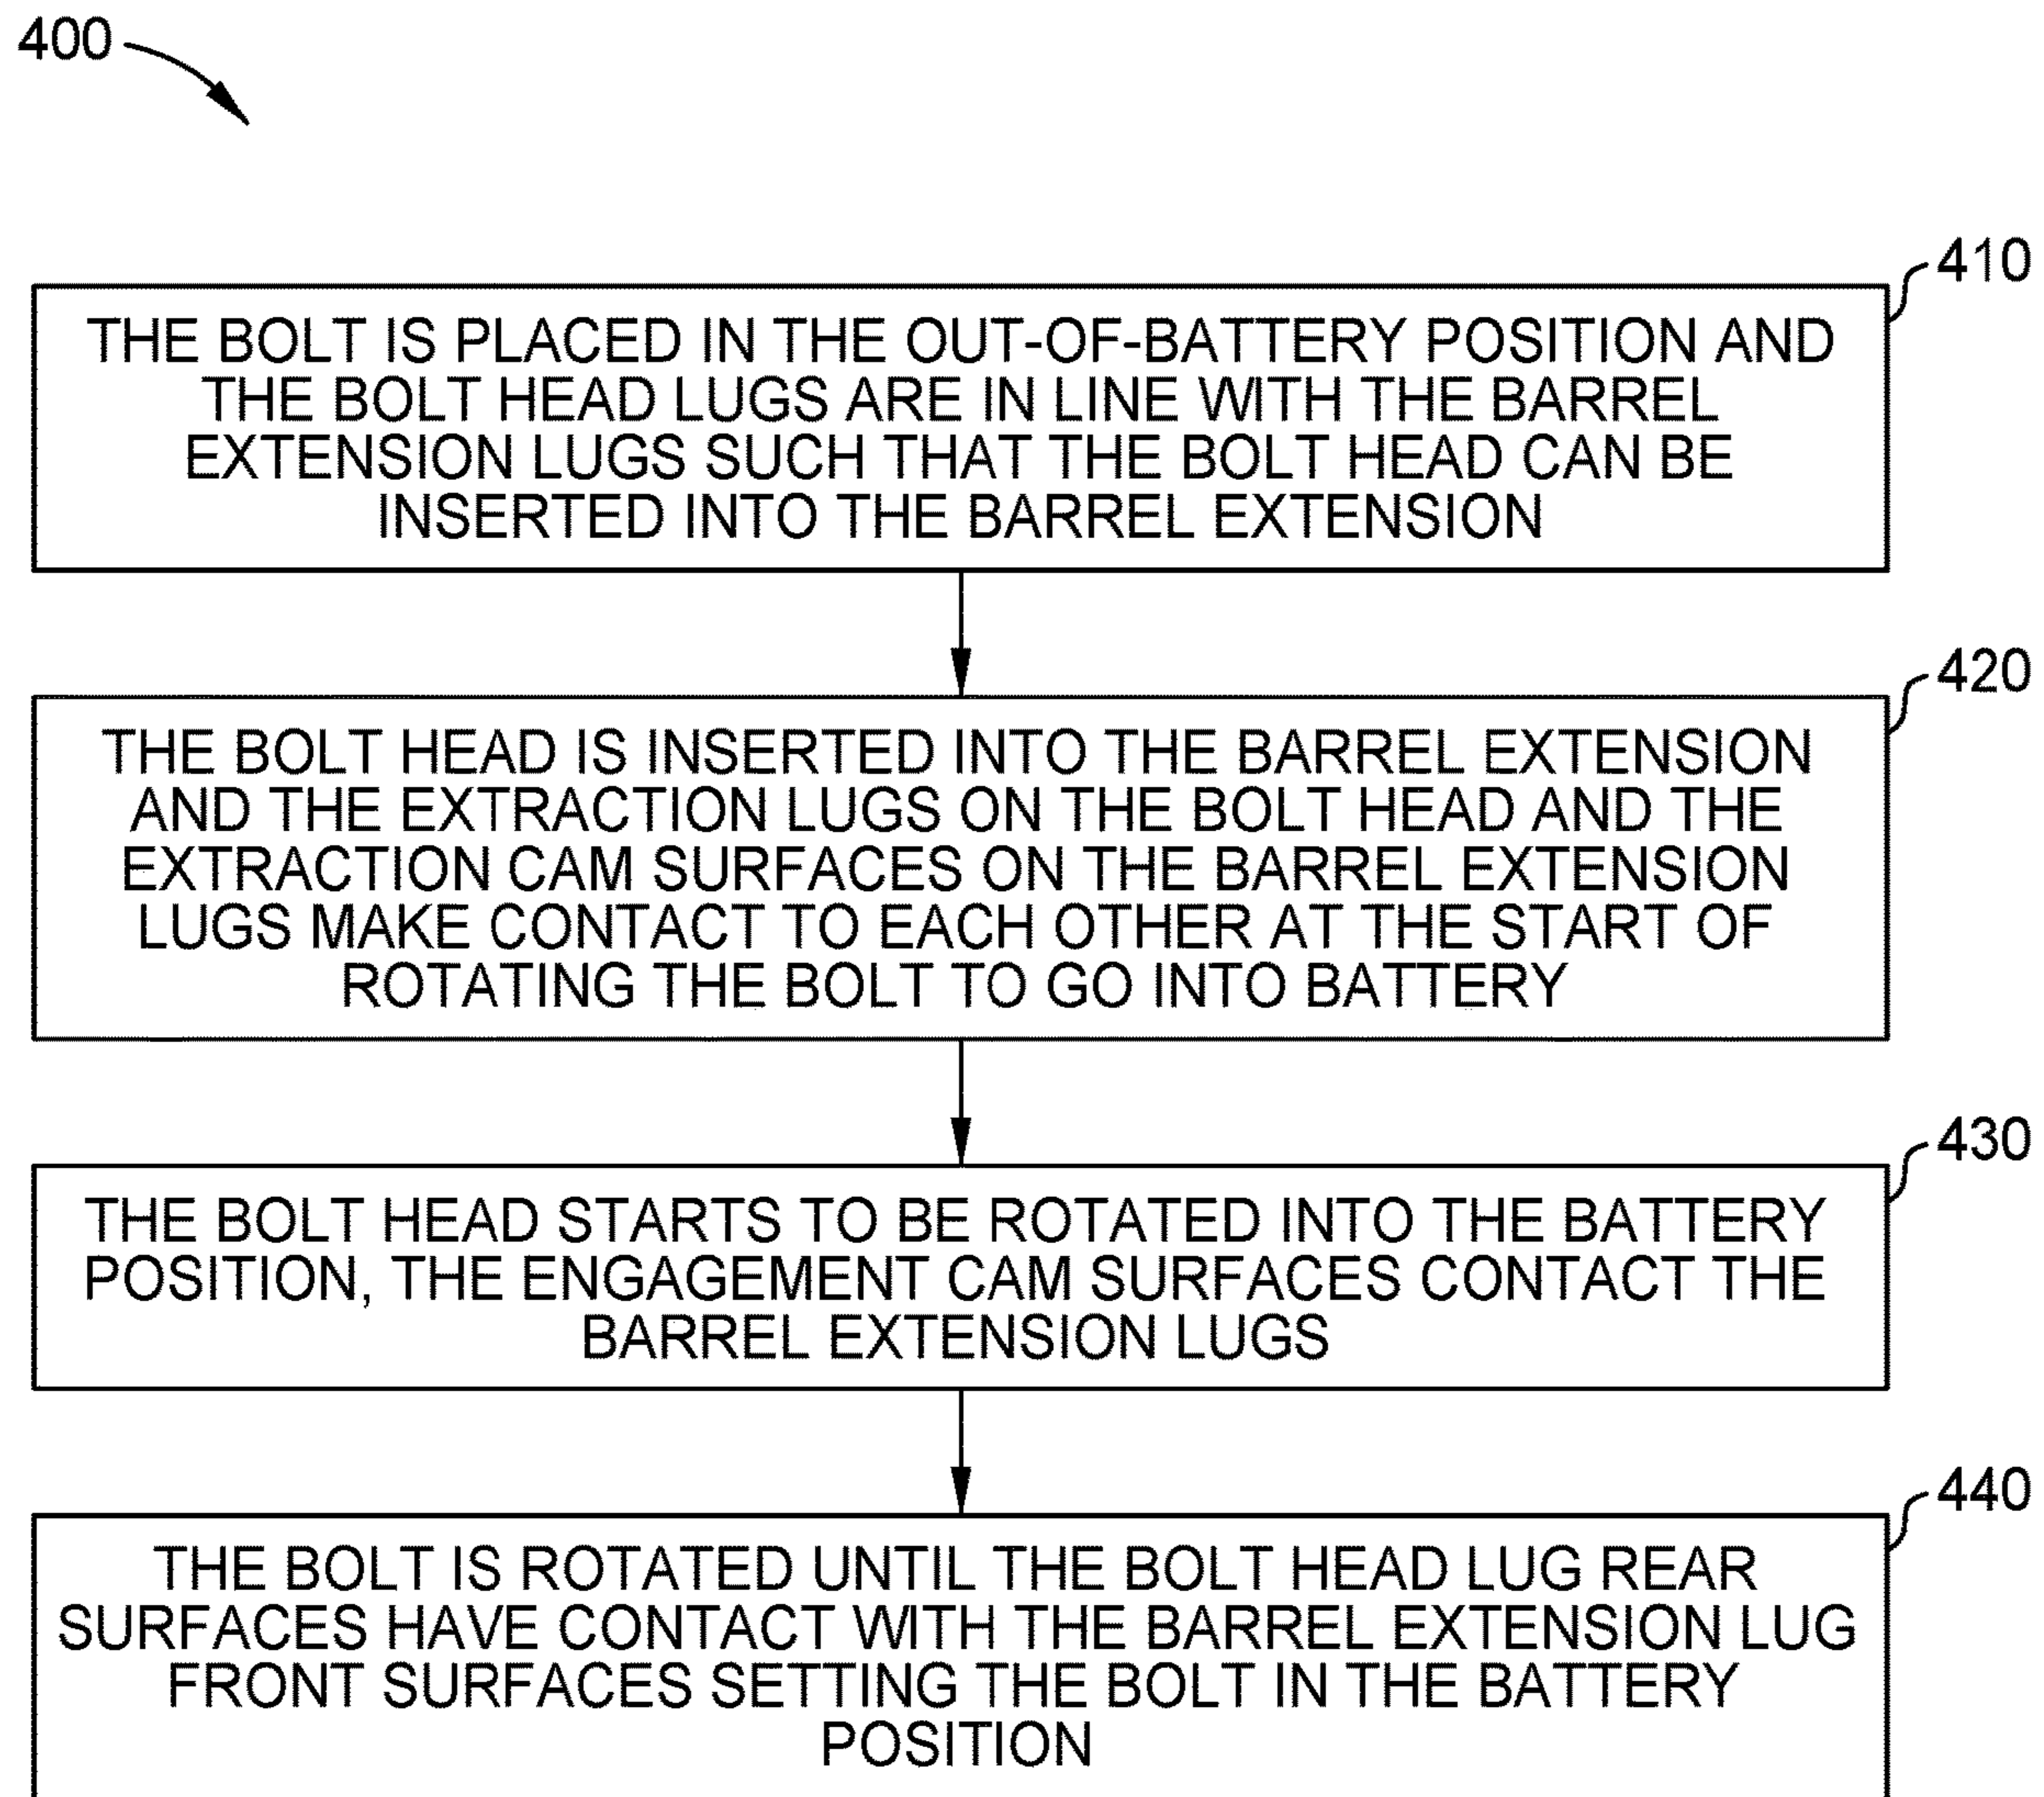 400
410
THE BOLT IS PLACED IN THE OUT-OF-BATTERY POSITION AND
THE BOLT HEAD LUGS ARE IN LINE WITH THE BARREL
EXTENSION LUGS SUCH THAT THE BOLT HEAD CAN BE
INSERTED INTO THE BARREL EXTENSION
420
THE BOLT HEAD IS INSERTED INTO THE BARREL EXTENSION
AND THE EXTRACTION LUGS ON THE BOLT HEAD AND THE
EXTRACTION CAM SURFACES ON THE BARREL EXTENSION
LUGS MAKE CONTACT TO EACH OTHER AT THE START OF
ROTATING THE BOLT TO GO INTO BATTERY
430
THE BOLT HEAD STARTS TO BE ROTATED INTO THE BATTERY
POSITION, THE ENGAGEMENT CAM SURFACES CONTACT THE
BARREL EXTENSION LUGS
440
THE BOLT IS ROTATED UNTIL THE BOLT HEAD LUG REAR
SURFACES HAVE CONTACT WITH THE BARREL EXTENSION LUG
FRONT SURFACES SETTING THE BOLT IN THE BATTERY
POSITION